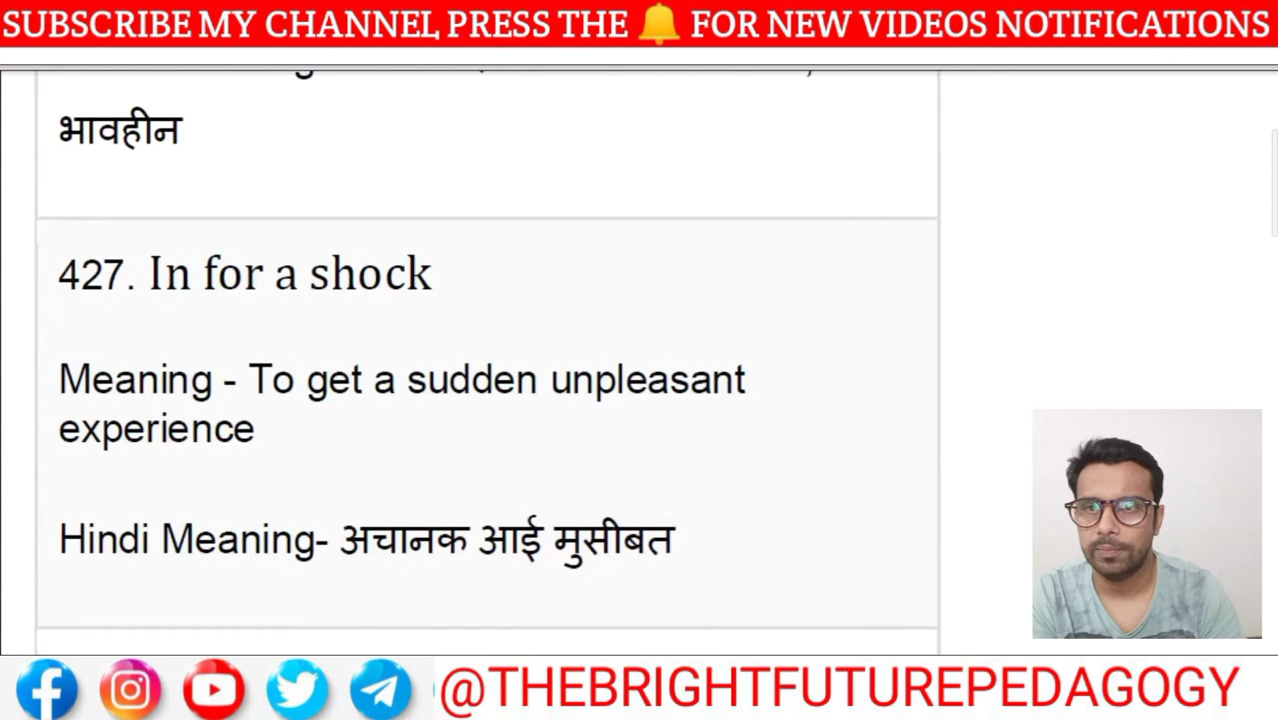 SUBSCRIBE MY CHANNEL, PRESS THE 🔔 FOR NEW VIDEOS NOTIFICATIONS
भावहीन
427. In for a shock
Meaning - To get a sudden unpleasant
experience
Hindi Meaning- अचानक आई मुसीबत
@THEBRIGHTFUTUREPEDAGOGY